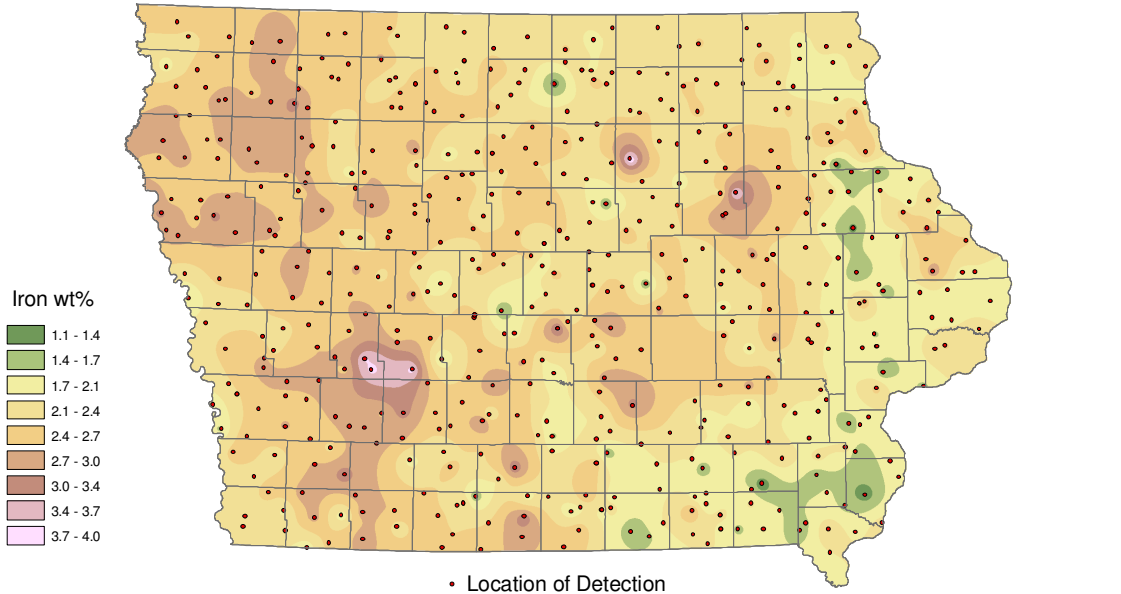 Iron wt%
1.1 - 1.4
1.4 - 1.7
1.7 - 2.1
2.1 - 2.4
2.4 - 2.7
2.7 - 3.0
3.0 - 3.4
3.4 - 3.7
3.7 - 4.0
Location of Detection